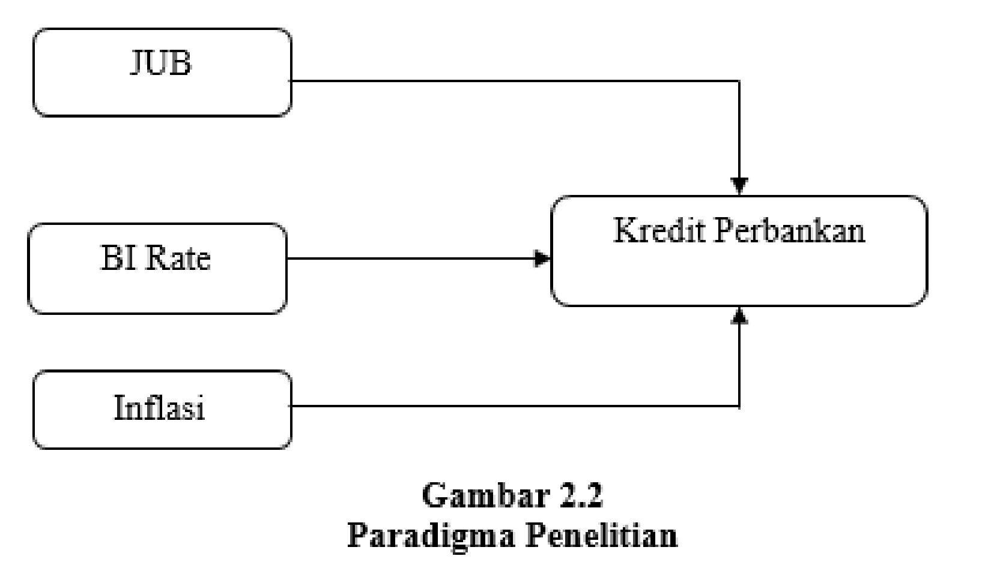 JUB
Kredit Perbankan
BI Rate
Inflasi
Gambar 2.2
Paradigma Penelitian